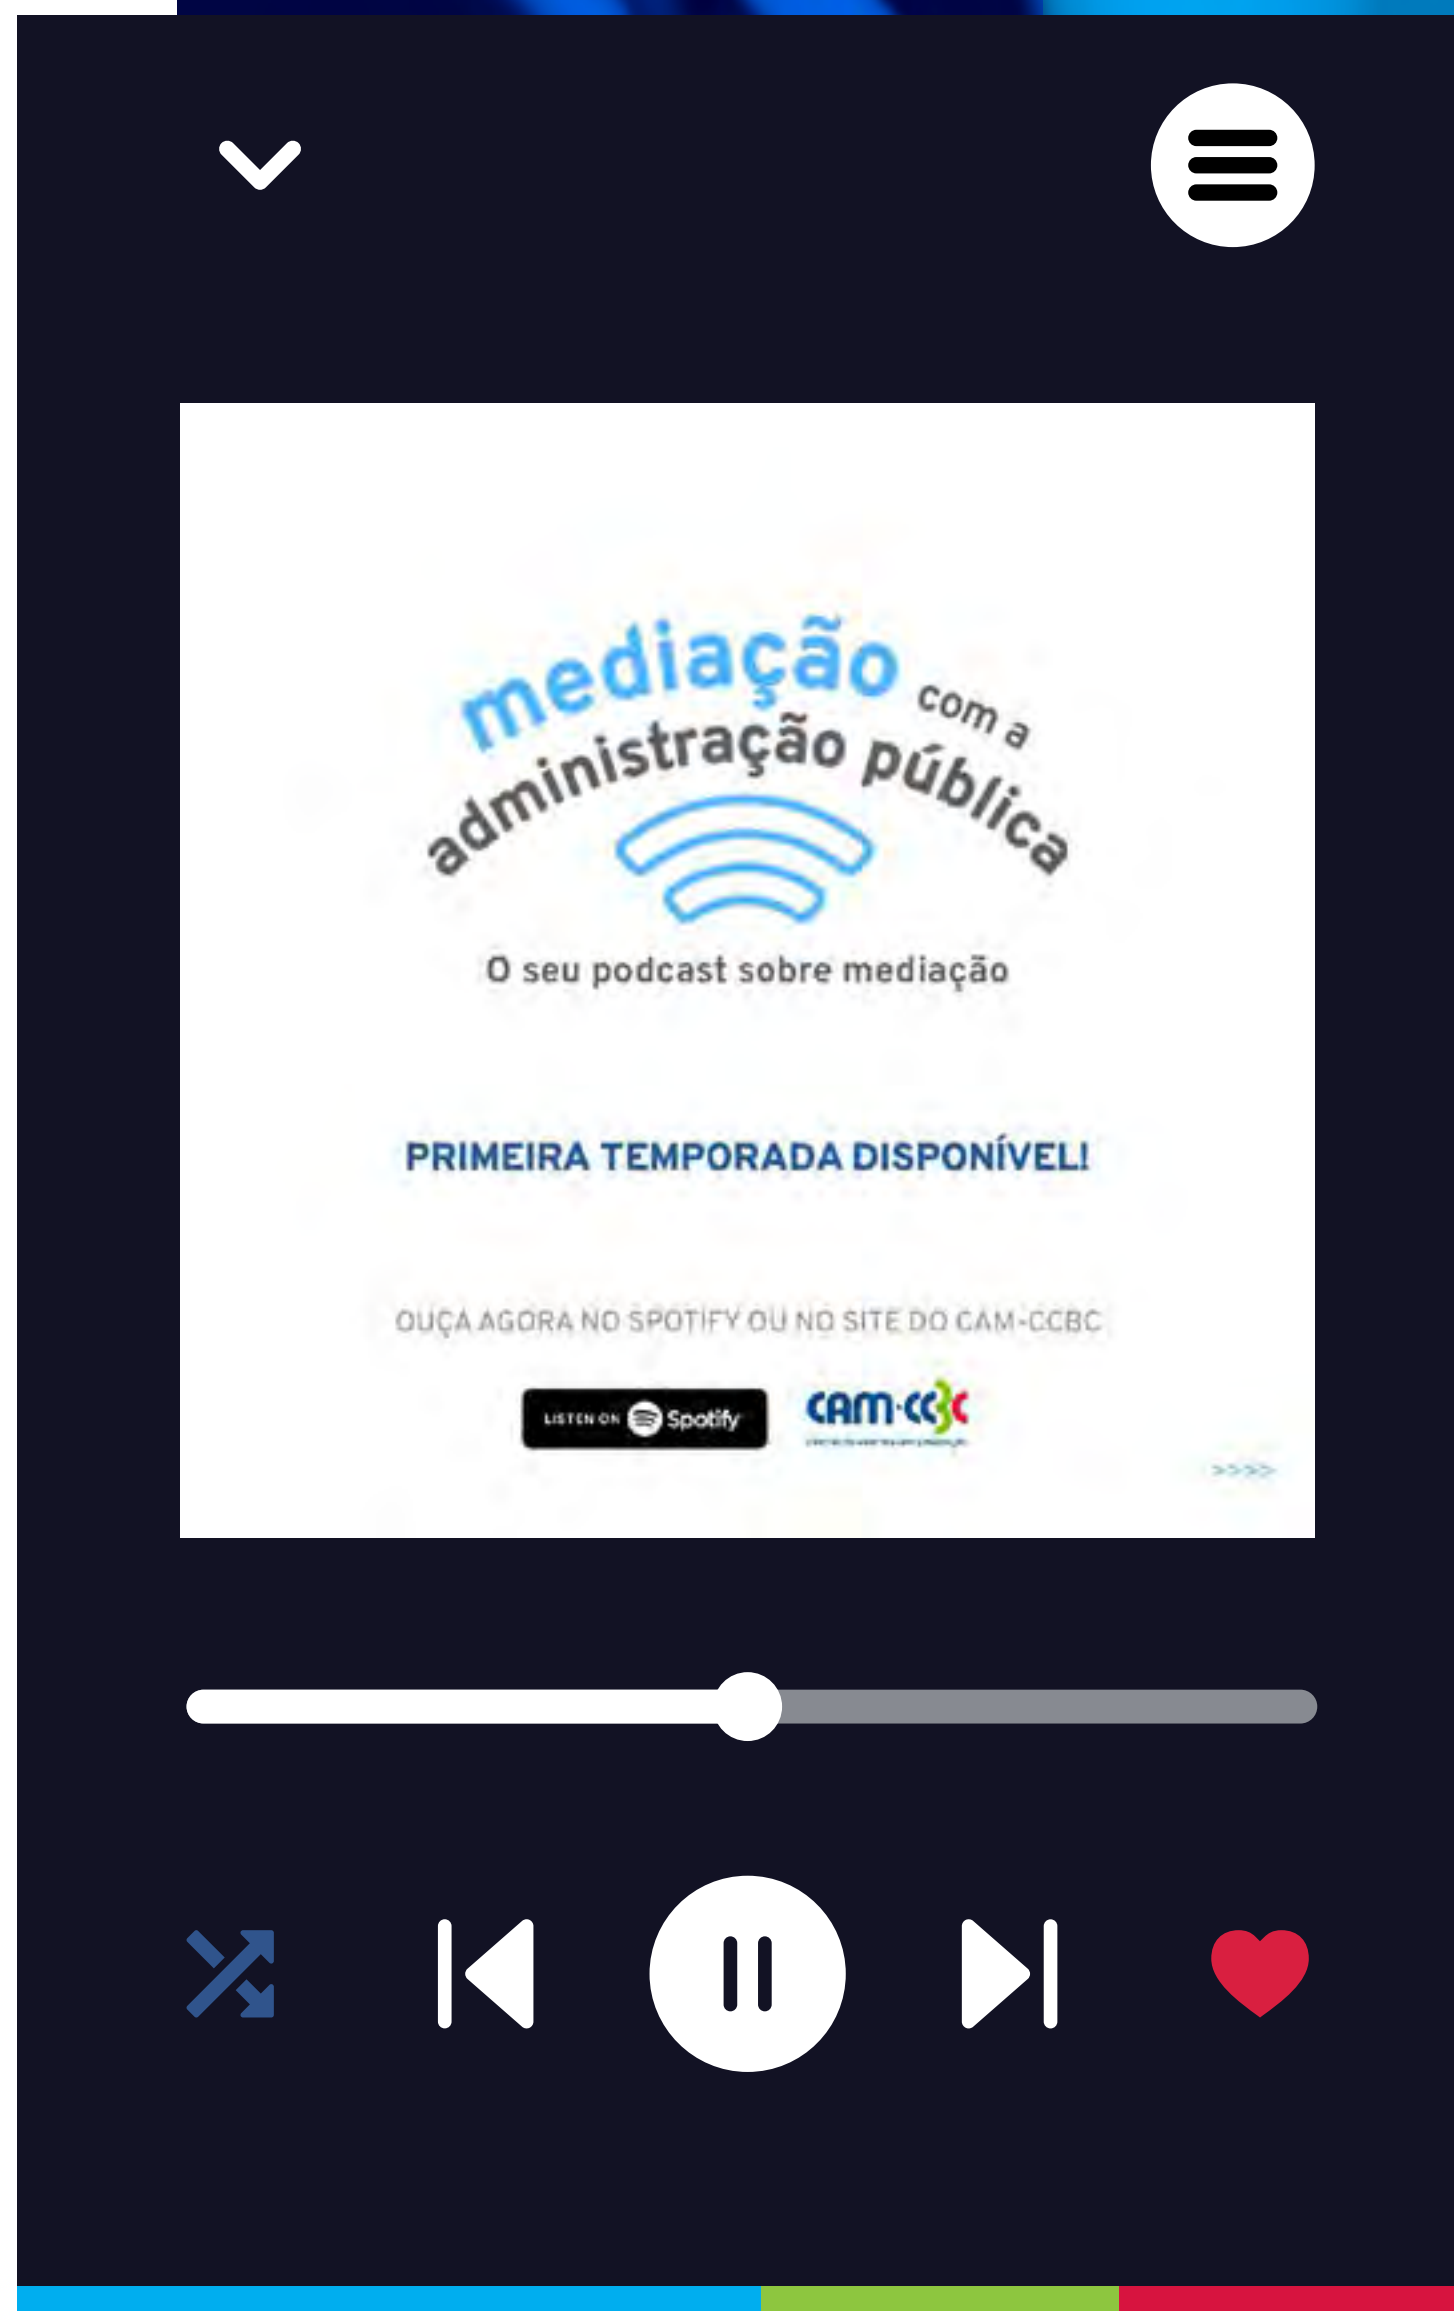 mediação com a
administração pública
O seu podcast sobre mediação
PRIMEIRA TEMPORADA DISPONÍVEL!
OUÇA AGORA NO SPOTIFY OU NO SITE DO CAM-CCBC
LISTEN ON Spotify
CAM·CCBC
>>>>